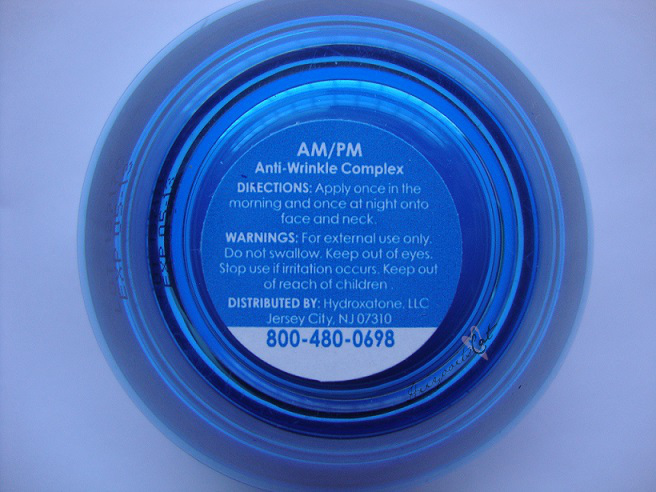 AM/PM
Anti-Wrinkle Complex
DIRECTIONS: Apply once in the
morning and once at night onto
face and neck.
WARNINGS: For external use only.
Do not swallow. Keep out of eyes.
Stop use if irritation occurs. Keep out
of reach of children .
DISTRIBUTED BY: Hydroxatone, LLC
Jersey City, NJ 07310
800-480-0698